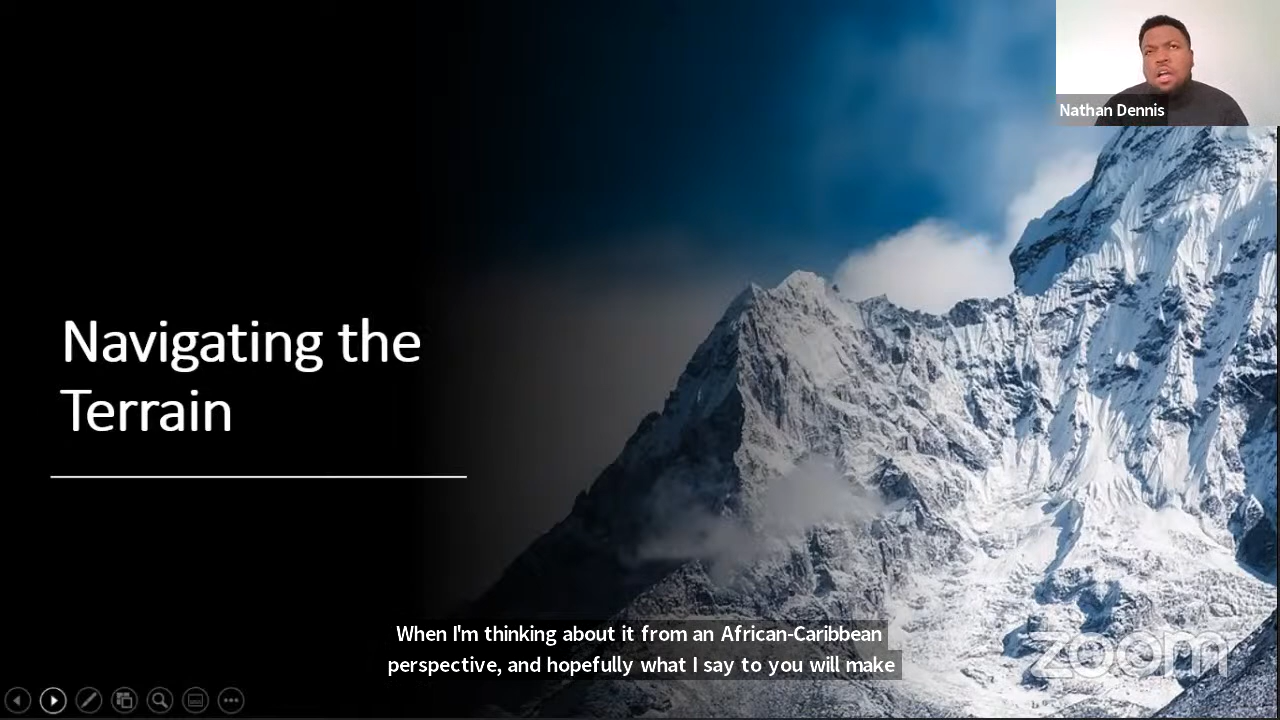 Nathan Dennis
Navigating the
Terrain
When I'm thinking about it from an African-Caribbean
perspective, and hopefully what I say to you will make
zoom